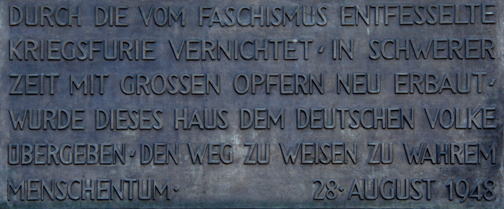 DURCH DIE VOM FASCHISMUS ENTFESSELTE
KRIEGSFURIE VERNICHTET· IN SCHWERER
ZEIT MIT GROSSEN OPFERN NEU ERBAUT·
WURDE DIESES HAUS DEM DEUTSCHEN VOLKE
ÜBERGEBEN· DEN WEG ZU WEISEN ZU WAHREM
MENSCHENTUM· 28· AUGUST 1948